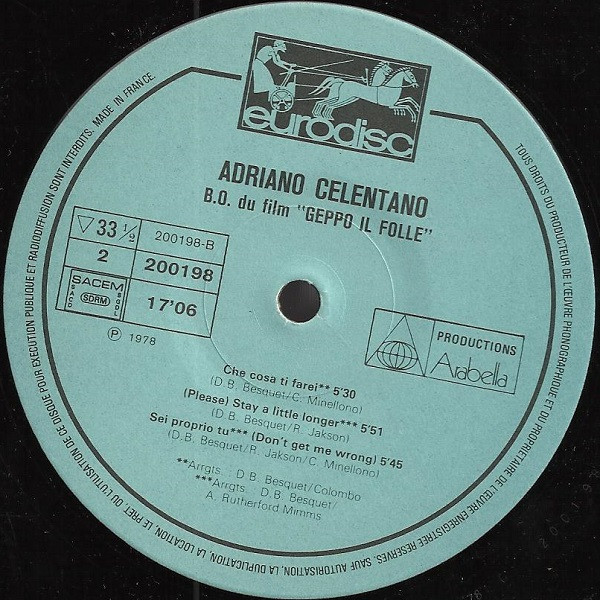 eurodisc
ADRIANO CELENTANO
B.O. du film "GEPPO IL FOLLE"
▽ 33 1/2
200198-B
2
200198
SACEM
SACD
SDRM
SGDL
17'06
Ⓟ 1978
PRODUCTIONS
Arabella
Che cosa ti farei** 5'30
(D.B. Besquet/C. Minellono)
(Please) Stay a little longer*** 5'51
(D.B. Besquet/R. Jakson)
Sei proprio tu*** (Don't get me wrong) 5'45
(D.B. Besquet/R. Jakson/C. Minellono)
**Arrgts. : D.B. Besquet/Colombo
***Arrgts. : D.B. Besquet/
A. Rutherford Mimms
TOUS DROITS DU PRODUCTEUR DE L'ŒUVRE PHONOGRAPHIQUE ET DU PROPRIETAIRE DE L'ŒUVRE ENREGISTREE RESERVES. SAUF AUTORISATION, LA DUPLICATION, LA LOCATION, LE PRET, OU L'UTILISATION DE CE DISQUE POUR EXECUTION PUBLIQUE ET RADIODIFFUSION SONT INTERDITS. MADE IN FRANCE.